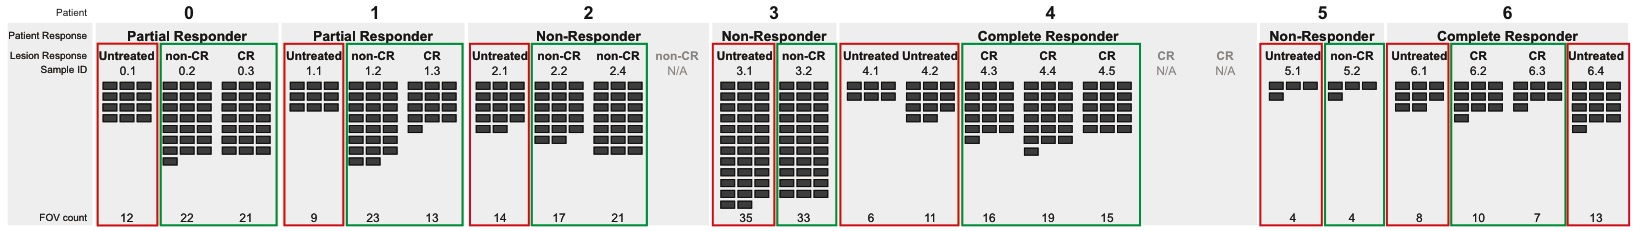 Patient 0 1 2 3 4 5 6
Patient Response Partial Responder Partial Responder Non-Responder Non-Responder Complete Responder Non-Responder Complete Responder
Lesion Response Untreated non-CR CR Untreated non-CR CR Untreated non-CR non-CR non-CR Untreated non-CR Untreated Untreated CR CR CR CR CR Untreated non-CR Untreated CR CR Untreated
Sample ID 0.1 0.2 0.3 1.1 1.2 1.3 2.1 2.2 2.4 N/A 3.1 3.2 4.1 4.2 4.3 4.4 4.5 N/A N/A 5.1 5.2 6.1 6.2 6.3 6.4
FOV count 12 22 21 9 23 13 14 17 21 35 33 6 11 16 19 15 4 4 8 10 7 13